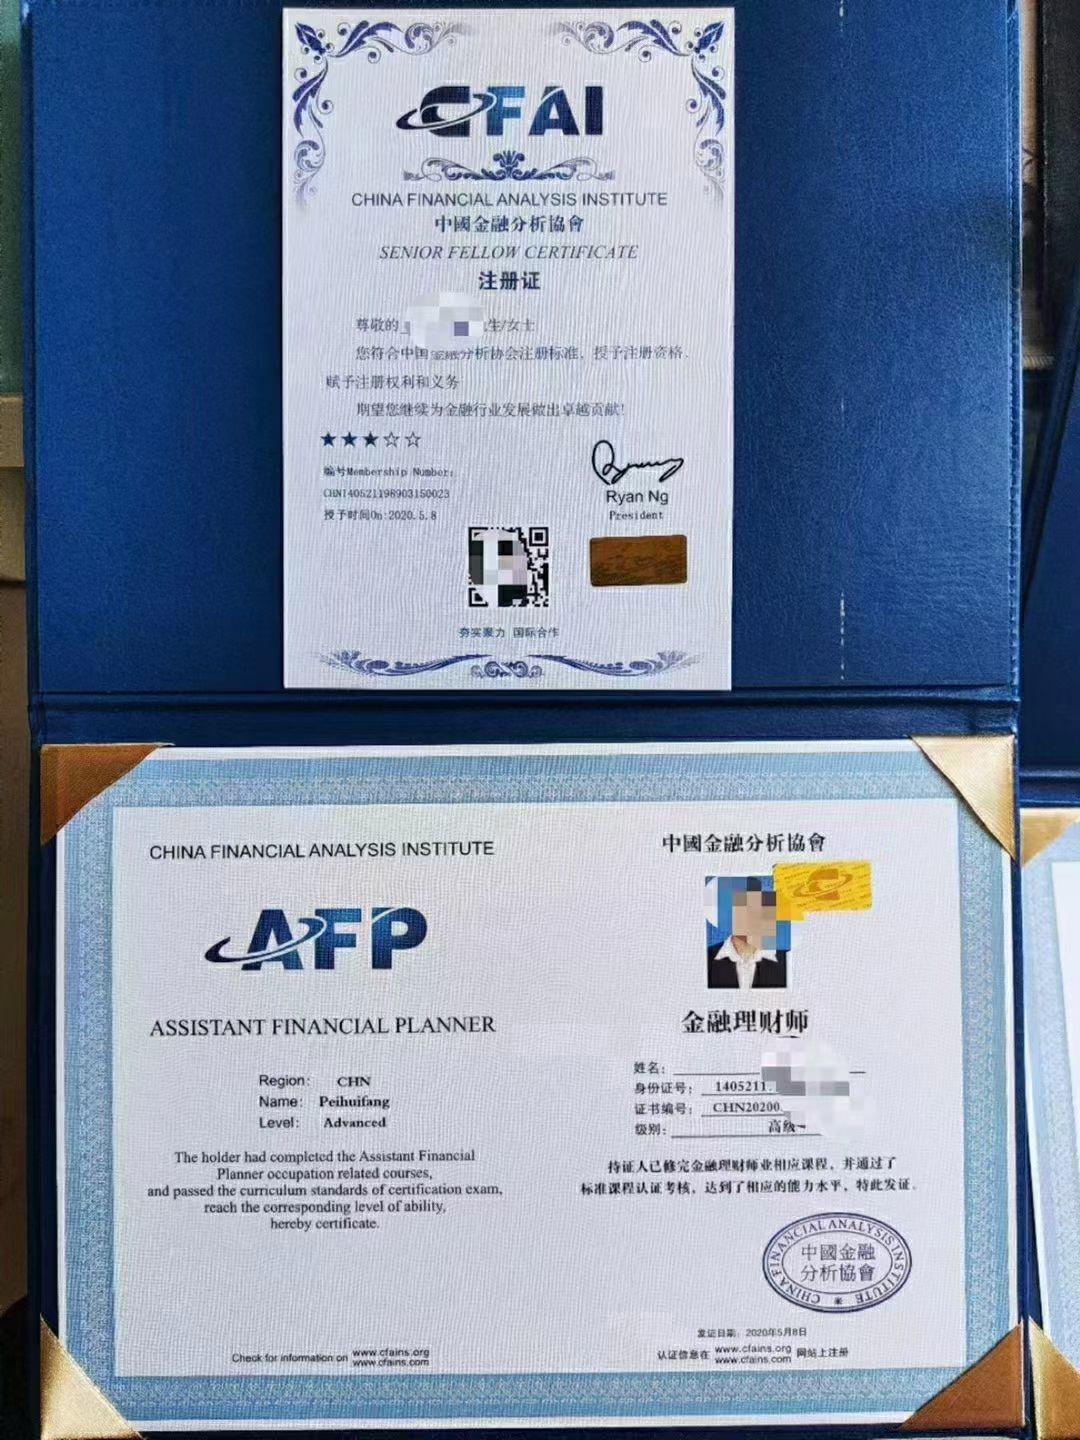 CFAI
CHINA FINANCIAL ANALYSIS INSTITUTE
中國金融分析協會
SENIOR FELLOW CERTIFICATE
注册证
尊敬的 生/女士
您符合中国金融分析协会注册标准，授予注册资格，
赋予注册权利和义务
期望您继续为金融行业发展做出卓越贡献！
★★★☆☆
编号Membership Number:
CHN140521198903150023
授予时间On:2020.5.8
Ryan Ng
President
夯实聚力 国际合作
CHINA FINANCIAL ANALYSIS INSTITUTE
AFP
ASSISTANT FINANCIAL PLANNER
Region: CHN
Name: Peihuifang
Level: Advanced
The holder had completed the Assistant Financial
Planner occupation related courses,
and passed the curriculum standards of certification exam,
reach the corresponding level of ability,
hereby certificate.
Check for information on www.cfains.org
www.cfains.com
中國金融分析協會
金融理财师
姓名:
身份证号: 1405211
证书编号: CHN20200
级别: 高级
持证人已修完金融理财师业相应课程，并通过了
标准课程认证考核，达到了相应的能力水平，特此发证。
CHINA FINANCIAL ANALYSIS INSTITUTE
中國金融
分析協會
发证日期: 2020年5月8日
认证信息在 www.cfains.org 网站上注册
www.cfains.com